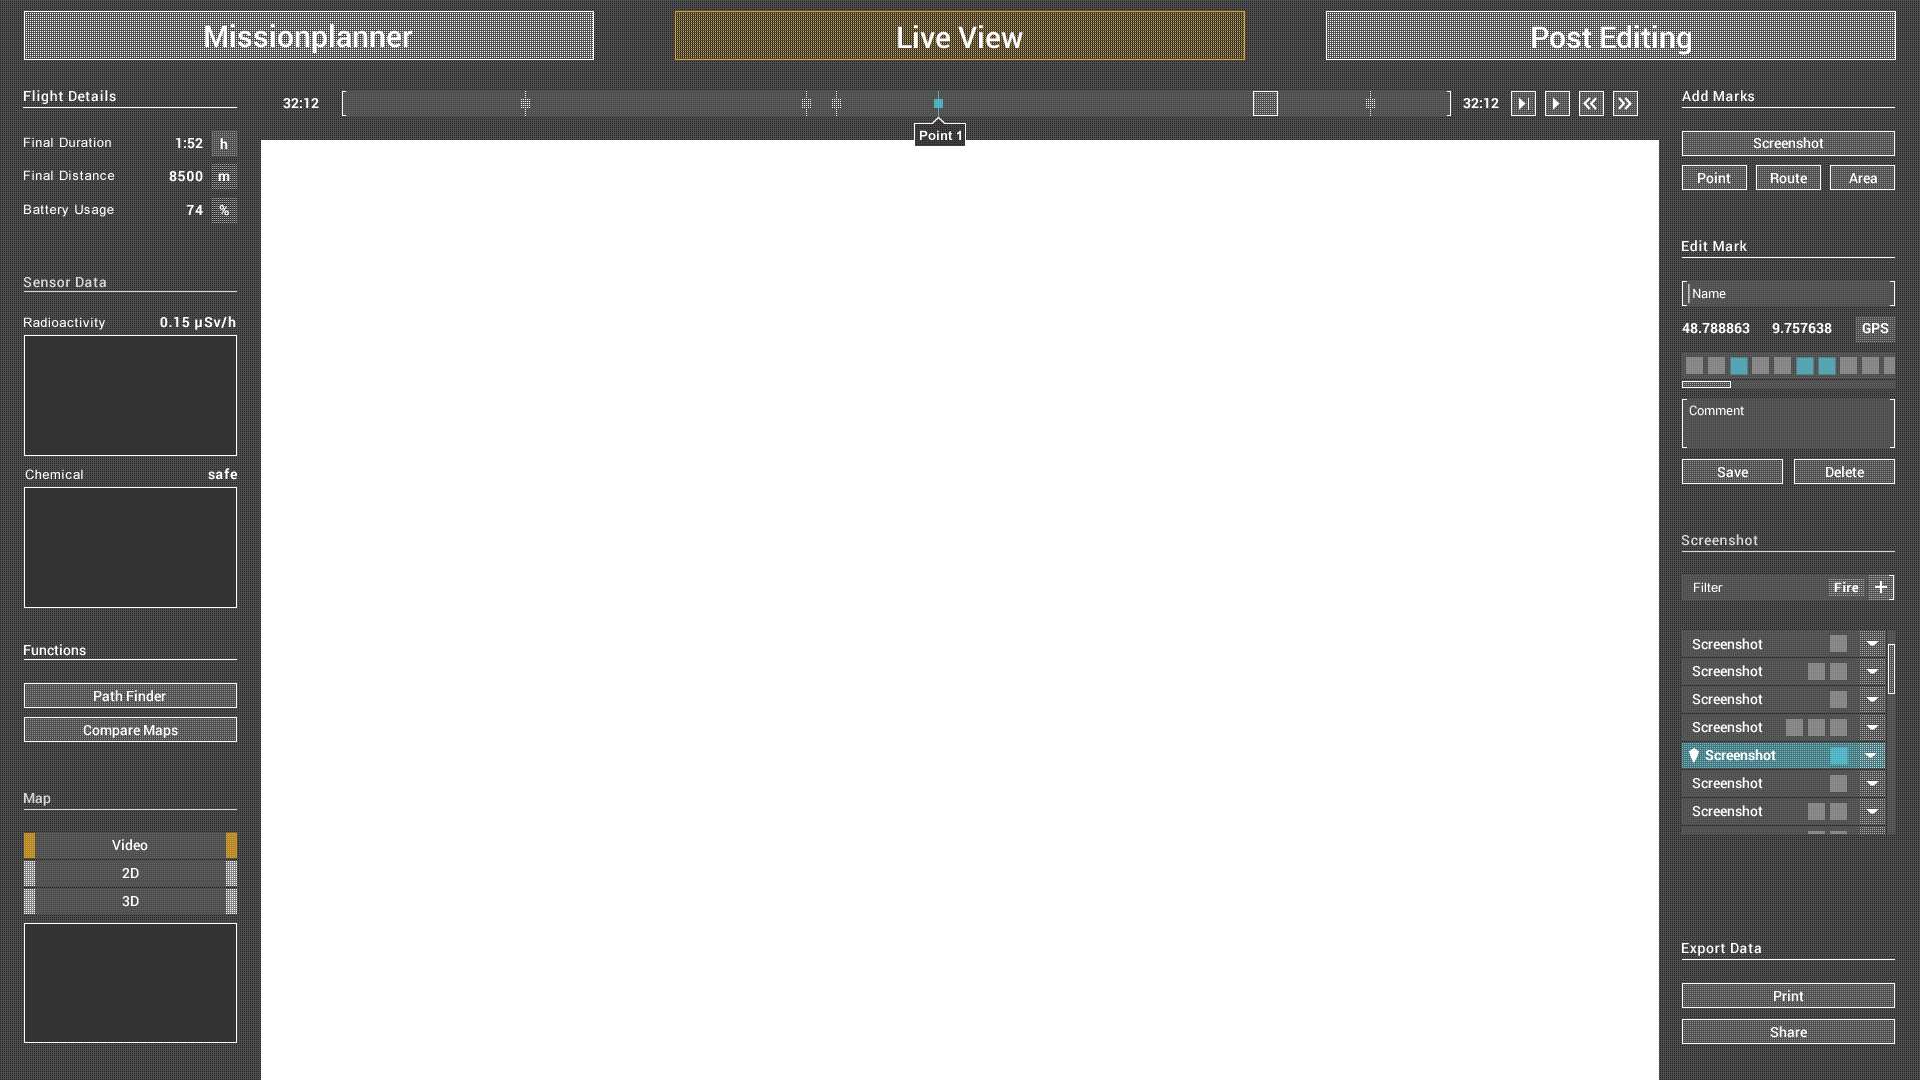 Missionplanner
Live View
Post Editing
Flight Details
Final Duration 1:52 h
Final Distance 8500 m
Battery Usage 74 %
Sensor Data
Radioactivity 0.15 µSv/h
Chemical safe
Functions
Path Finder
Compare Maps
Map
Video
2D
3D
32:12
32:12
Point 1
Add Marks
Screenshot
Point Route Area
Edit Mark
Name
48.788863 9.757638 GPS
Comment
Save Delete
Screenshot
Filter Fire +
Screenshot
Screenshot
Screenshot
Screenshot
Screenshot
Screenshot
Screenshot
Export Data
Print
Share